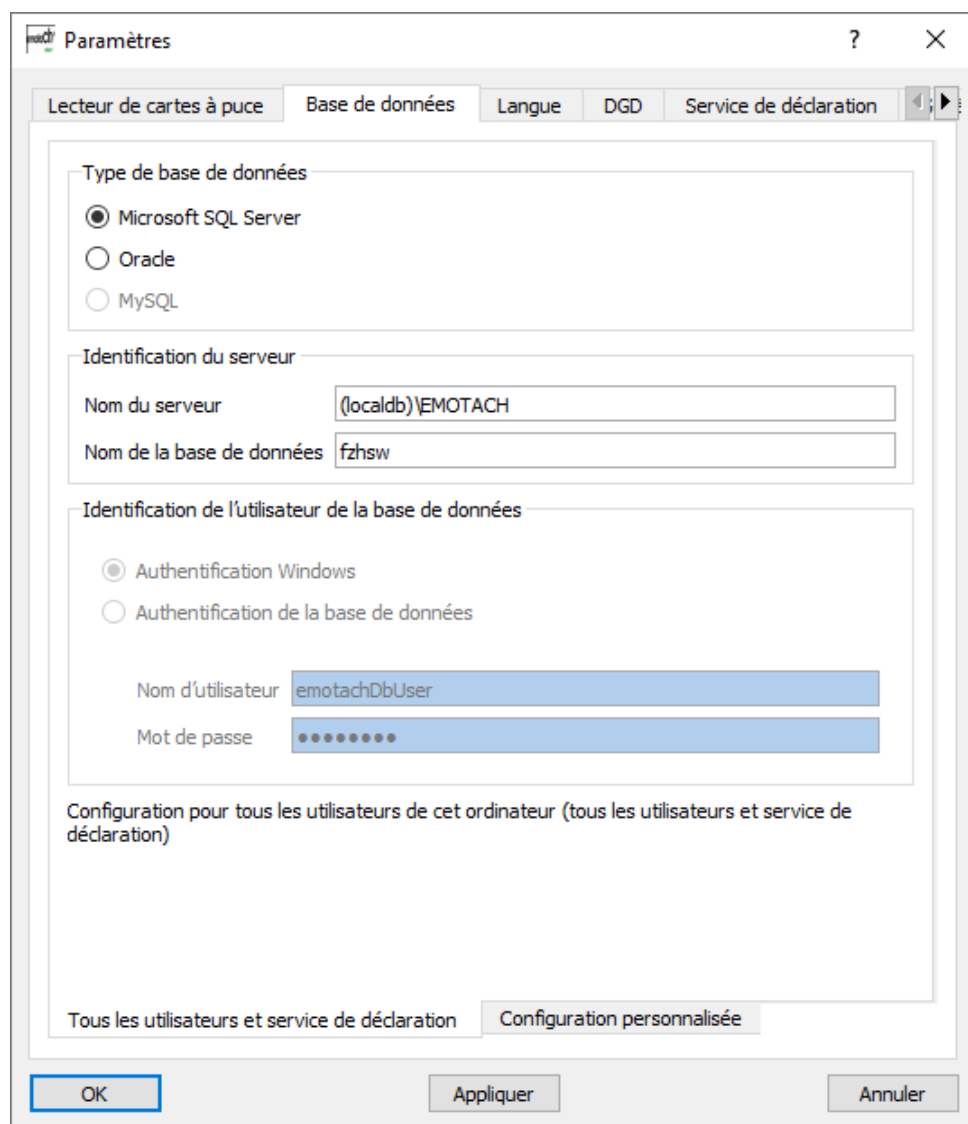 Paramètres
?
Lecteur de cartes à puce
Base de données
Langue
DGD
Service de déclaration
Type de base de données
Microsoft SQL Server
Oracle
MySQL
Identification du serveur
Nom du serveur
(localdb)\EMOTACH
Nom de la base de données
fzhsw
Identification de l'utilisateur de la base de données
Authentification Windows
Authentification de la base de données
Nom d'utilisateur
emotachDbUser
Mot de passe
●●●●●●●●
Configuration pour tous les utilisateurs de cet ordinateur (tous les utilisateurs et service de
déclaration)
Tous les utilisateurs et service de déclaration
Configuration personnalisée
OK
Appliquer
Annuler